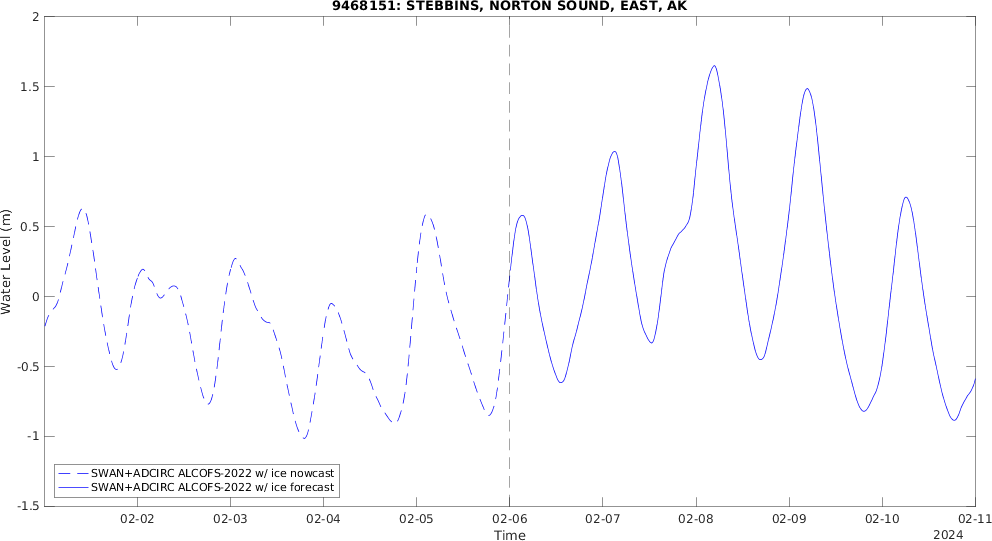 9468151: STEBBINS, NORTON SOUND, EAST, AK
2
1.5
1
0.5
0
-0.5
-1
-1.5
Water Level (m)
SWAN+ADCIRC ALCOFS-2022 w/ ice nowcast
SWAN+ADCIRC ALCOFS-2022 w/ ice forecast
02-02 02-03 02-04 02-05 02-06 02-07 02-08 02-09 02-10 02-11
Time
2024